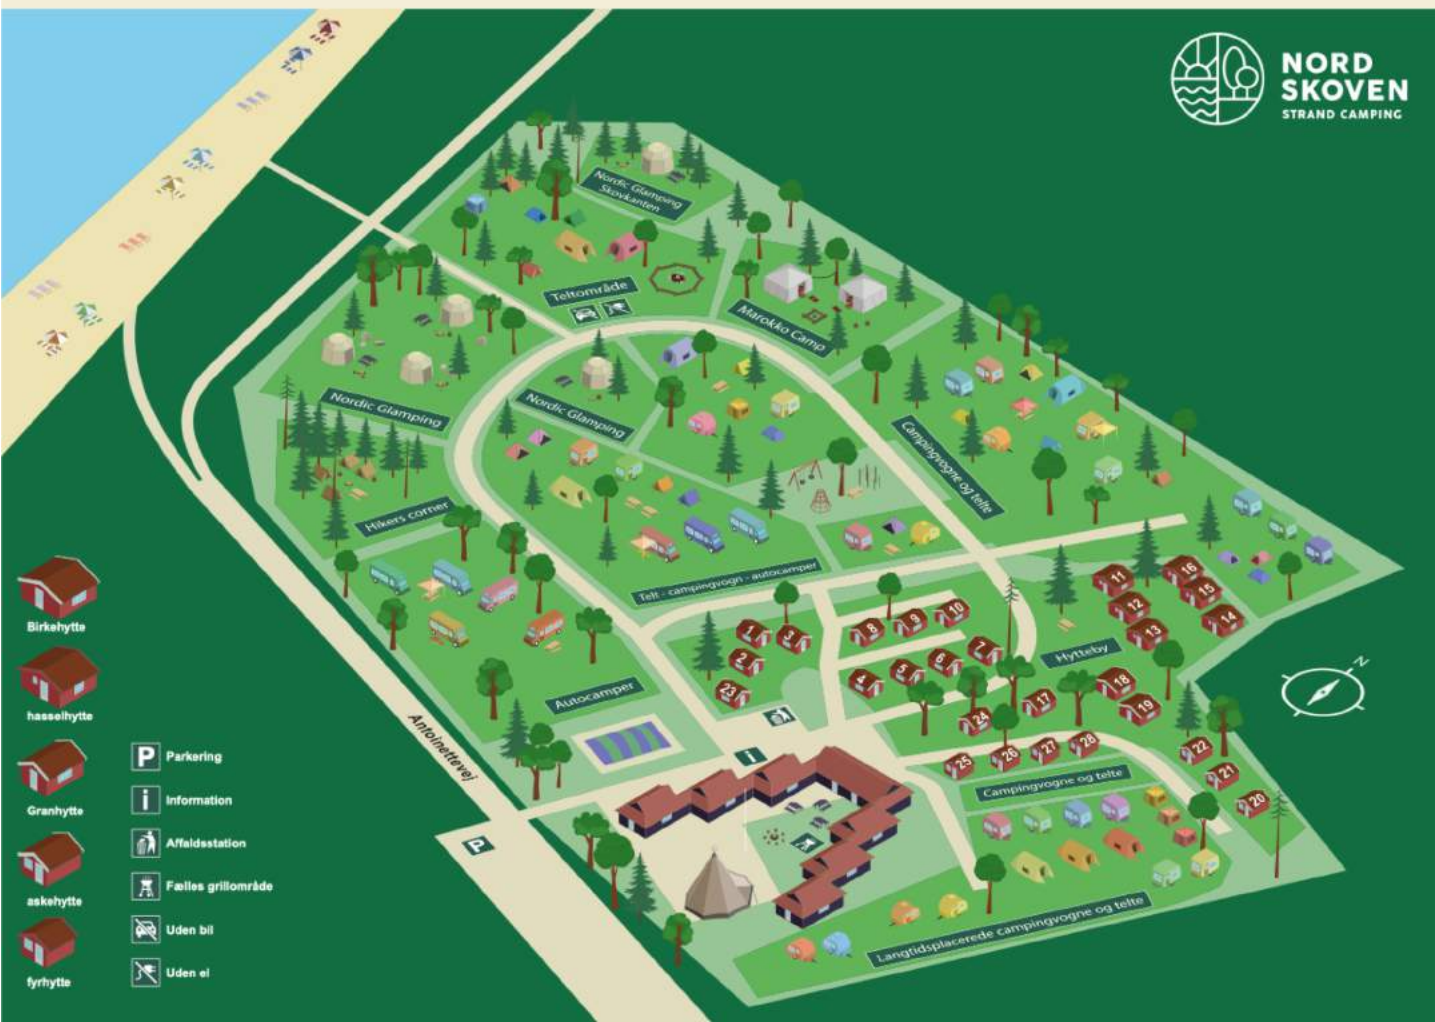 NORD
SKOVEN
STRAND CAMPING
Nordic Glamping
Skovkanten
Teltområde
Marokko Camp
Nordic Glamping
Nordic Glamping
Campingvogne og telte
Hikers corner
Telt - campingvogn - autocamper
Autocamper
Hytteby
Antoinettevej
Campingvogne og telte
Langtidsplacerede campingvogne og telte
1
2
3
23
8
9
10
4
5
6
7
11
12
13
16
15
14
17
18
19
24
25
26
27
28
22
21
20
N
i
P
Birkehytte
hasselhytte
Granhytte
askehytte
fyrhytte
P Parkering
i Information
Affaldsstation
Fælles grillområde
Uden bil
Uden el